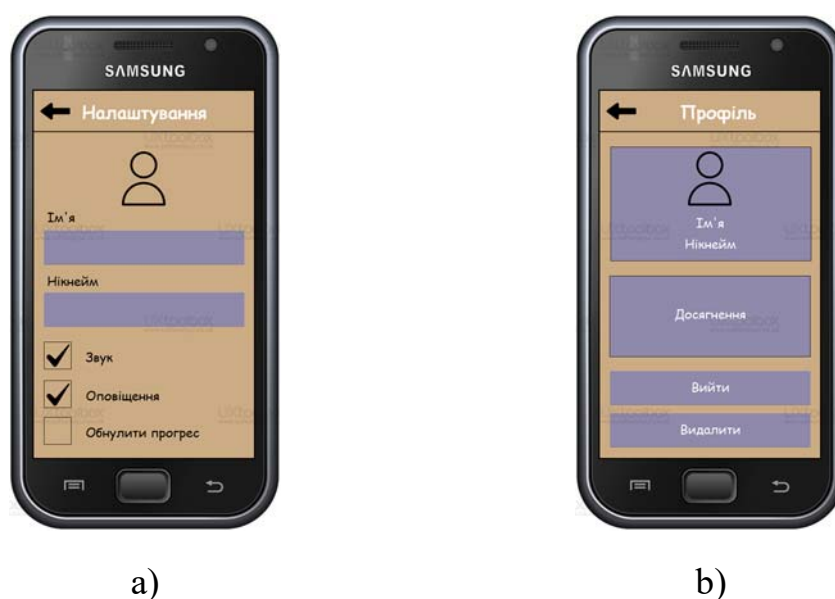 SAMSUNG
Налаштування
Ім'я
Нікнейм
Звук
Оповіщення
Обнулити прогрес
a)
SAMSUNG
Профіль
Ім'я
Нікнейм
Досягнення
Вийти
Видалити
b)